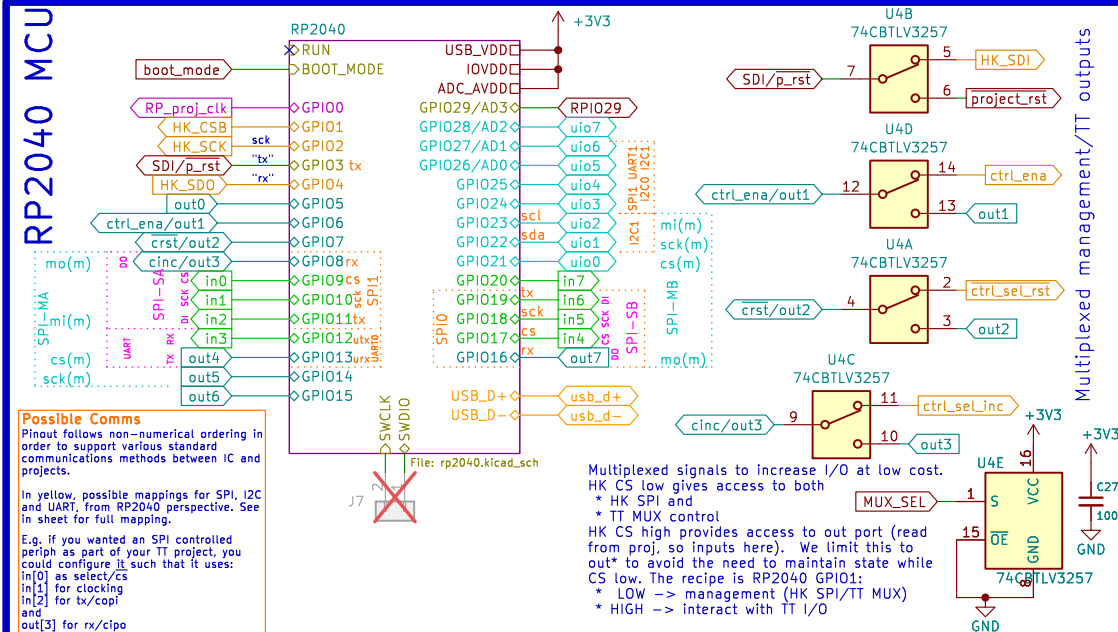 RP2040 MCU
RP2040
RUN
BOOT_MODE
boot_mode
USB_VDD
IOVDD
ADC_AVDD
+3V3
RP_proj_clk
GPIO0
GPIO29/AD3
RPIO29
HK_CSB
GPIO1
GPIO28/AD2
uio7
HK_SCK
sck
GPIO2
GPIO27/AD1
uio6
SDI/p_rst
"tx"
GPIO3
tx
GPIO26/AD0
uio5
HK_SDO
"rx"
GPIO4
GPIO25
uio4
out0
GPIO5
GPIO24
uio3
ctrl_ena/out1
GPIO6
GPIO23
scl
uio2
crst/out2
GPIO7
GPIO22
sda
uio1
cinc/out3
GPIO8
rx
GPIO21
uio0
in0
GPIO9
cs
GPIO20
in7
in1
GPIO10
sck
GPIO19
tx
in6
in2
GPIO11
tx
GPIO18
sck
in5
in3
GPIO12
utx
GPIO17
cs
in4
out4
GPIO13
urx
GPIO16
rx
out7
out5
GPIO14
out6
GPIO15
USB_D+
usb_d+
USB_D-
usb_d-
SWCLK
SWDIO
File: rp2040.kicad_sch
J7
2
1
mo(m)
SPI-MA
mi(m)
cs(m)
sck(m)
DO
SPI-SA
DI SCK CS
UART
TX RX
SPI1
UART0
SPI0
SPI1 UART1
I2C0 I2C1
I2C1
mi(m)
sck(m)
cs(m)
SPI-MB
mo(m)
SPI-SB
DO
CS SCK DI
Possible Comms
Pinout follows non-numerical ordering in
order to support various standard
communications methods between IC and
projects.
In yellow, possible mappings for SPI, I2C
and UART, from RP2040 perspective. See
in sheet for full mapping.
E.g. if you wanted an SPI controlled
periph as part of your TT project, you
could configure it such that it uses:
in[0] as select/cs
in[1] for clocking
in[2] for tx/copi
and
out[3] for rx/cipo
U4B
74CBTLV3257
SDI/p_rst
7
5
HK_SDI
6
project_rst
U4D
74CBTLV3257
ctrl_ena/out1
12
14
ctrl_ena
13
out1
U4A
74CBTLV3257
crst/out2
4
2
ctrl_sel_rst
3
out2
U4C
74CBTLV3257
cinc/out3
9
11
ctrl_sel_inc
10
out3
Multiplexed management/TT outputs
Multiplexed signals to increase I/O at low cost.
HK CS low gives access to both
* HK SPI and
* TT MUX control
HK CS high provides access to out port (read
from proj, so inputs here). We limit this to
out* to avoid the need to maintain state while
CS low. The recipe is RP2040 GPIO1:
* LOW -> management (HK SPI/TT MUX)
* HIGH -> interact with TT I/O
+3V3
U4E
16
MUX_SEL
1
S
VCC
15
OE
GND
8
74CBTLV3257
GND
+3V3
C27
100
GND